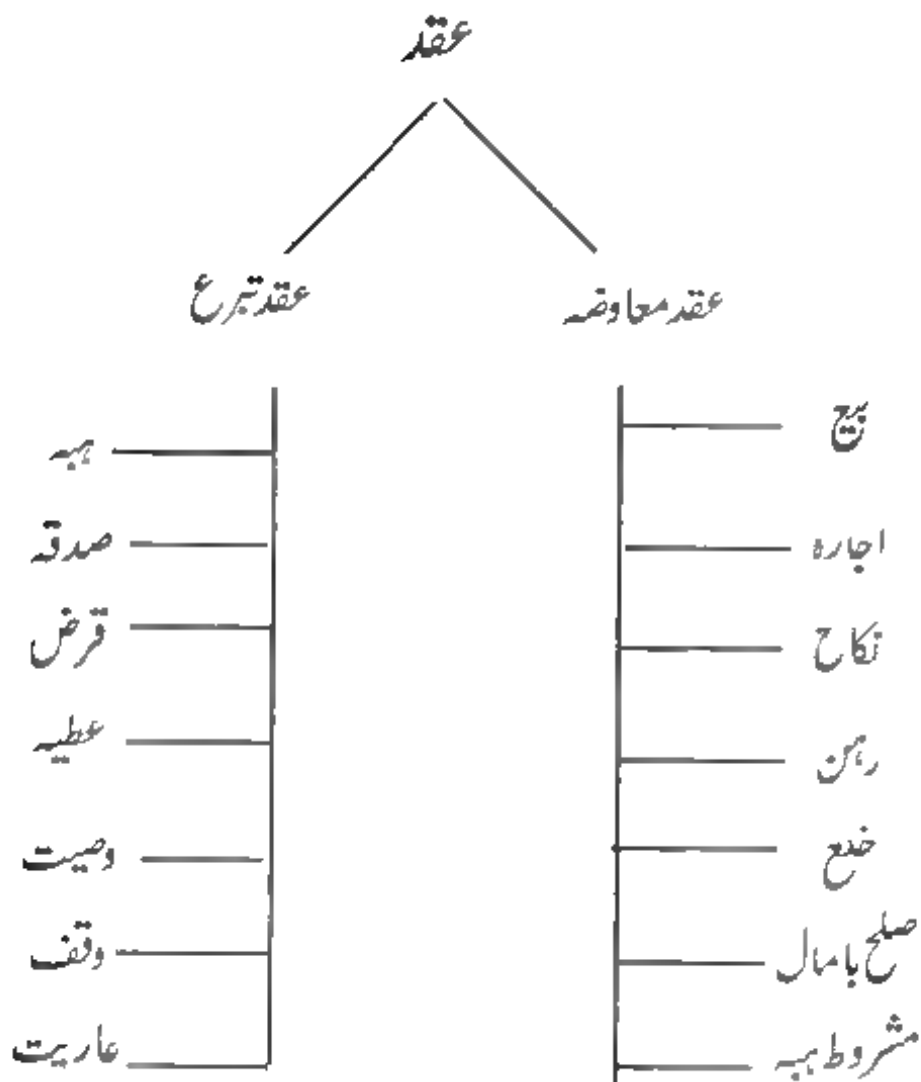 عقد
عقد معاوضہ
عقد تبرع
بیع
اجارہ
نکاح
رہن
خلع
صلح بامال
مشروط ہبہ
ہبہ
صدقہ
قرض
عطیہ
وصیت
وقف
عاریت